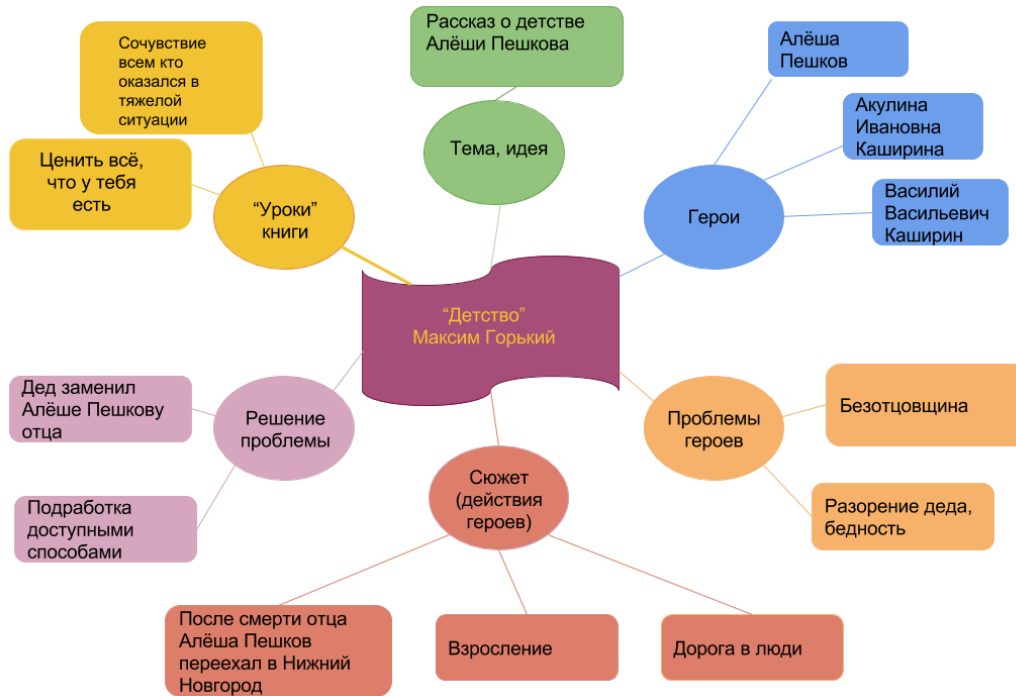 Сочувствие
всем кто
оказался в
тяжелой
ситуации
Ценить всё,
что у тебя
есть
“Уроки”
книги
Рассказ о детстве
Алёши Пешкова
Тема, идея
Алёша
Пешков
Акулина
Ивановна
Каширина
Василий
Васильевич
Каширин
Герои
“Детство”
Максим Горький
Дед заменил
Алёше Пешкову
отца
Решение
проблемы
Подработка
доступными
способами
Проблемы
героев
Безотцовщина
Разорение деда,
бедность
Сюжет
(действия
героев)
После смерти отца
Алёша Пешков
переехал в Нижний
Новгород
Взросление
Дорога в люди